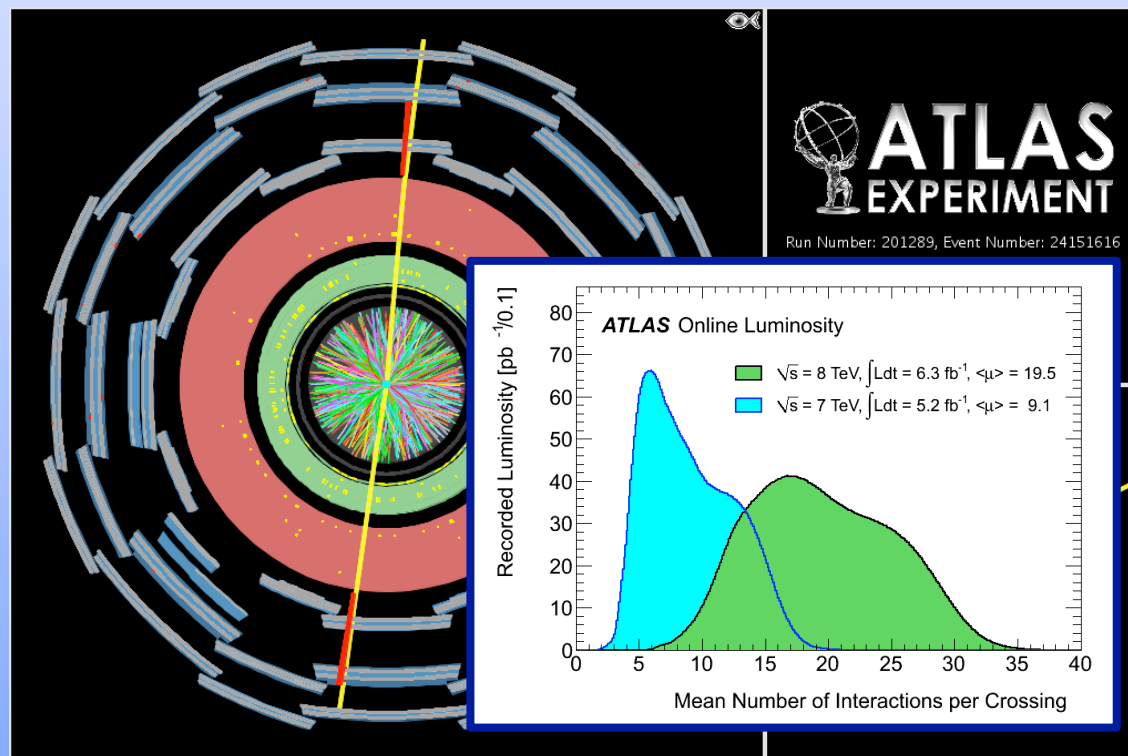 ATLAS
EXPERIMENT
Run Number: 201289, Event Number: 24151616
Recorded Luminosity [pb⁻¹/0.1]
80
70
60
50
40
30
20
10
0
ATLAS Online Luminosity
√s = 8 TeV, ∫Ldt = 6.3 fb⁻¹, <μ> = 19.5
√s = 7 TeV, ∫Ldt = 5.2 fb⁻¹, <μ> = 9.1
0 5 10 15 20 25 30 35 40
Mean Number of Interactions per Crossing